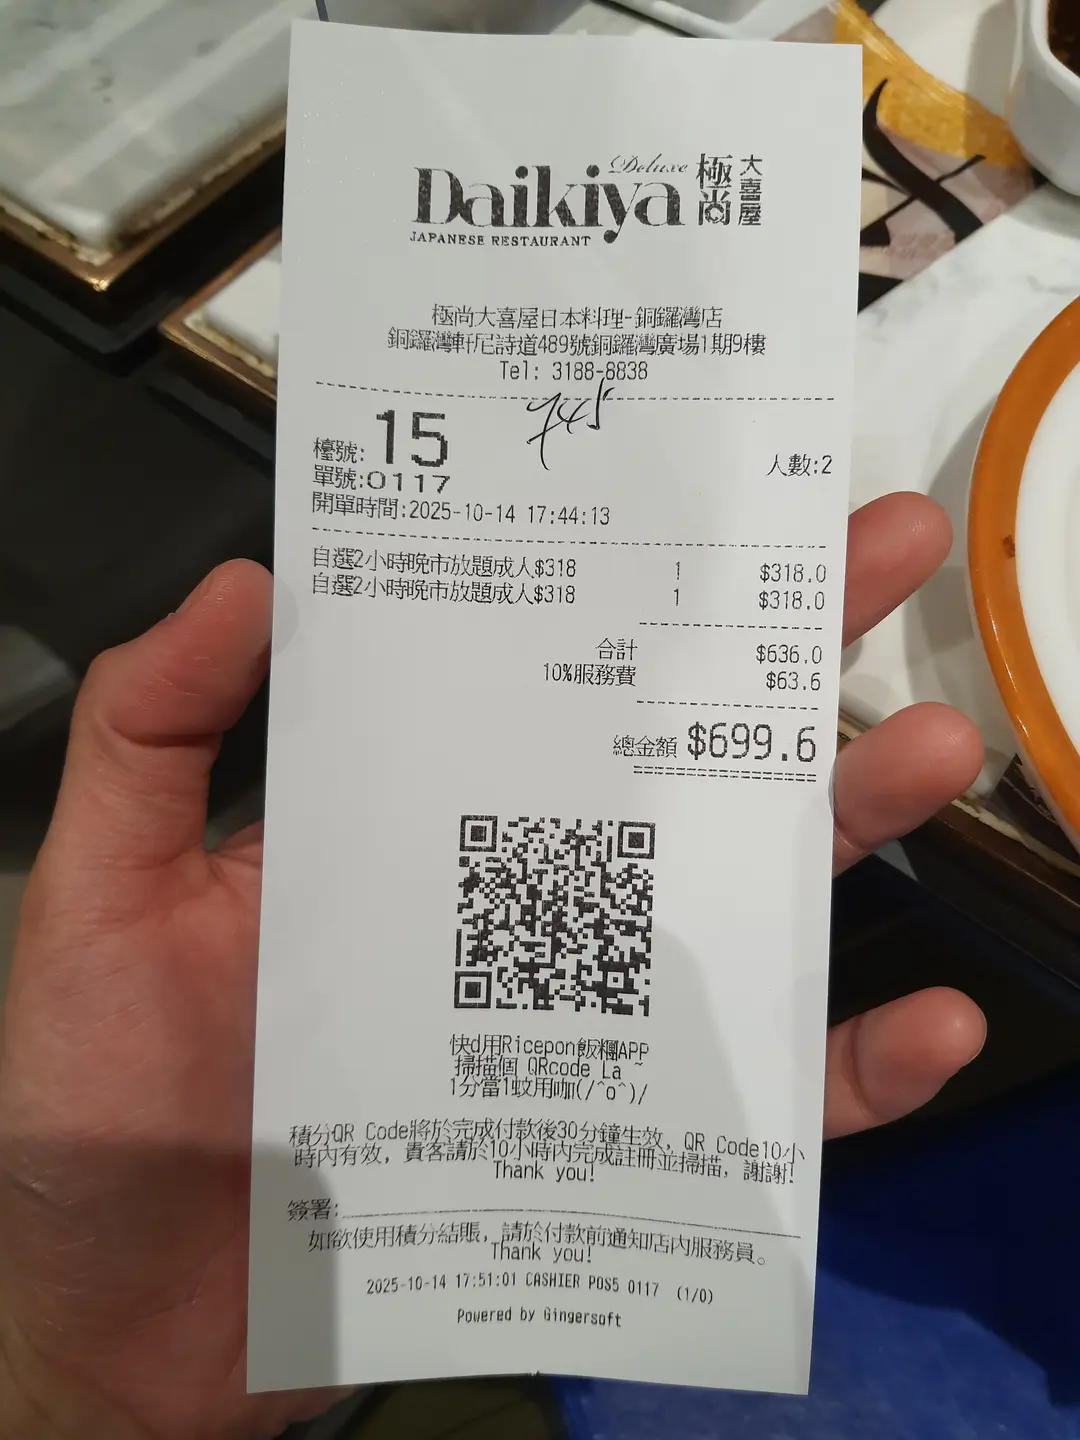 Deluxe
Daikiya 極尚 大喜屋
JAPANESE RESTAURANT
極尚大喜屋日本料理-銅鑼灣店
銅鑼灣軒尼詩道489號銅鑼灣廣場1期9樓
Tel: 3188-8838
745
檯號: 15
人數:2
單號:0117
開單時間:2025-10-14 17:44:13
自選2小時晚市放題成人$318 1 $318.0
自選2小時晚市放題成人$318 1 $318.0
合計 $636.0
10%服務費 $63.6
總金額 $699.6
快d用Ricepon飯糰APP
掃描個 QRcode La ~
1分當1蚊用咖(/^o^)/
積分QR Code將於完成付款後30分鐘生效, QR Code10小
時內有效, 貴客請於10小時內完成註冊並掃描, 謝謝!
Thank you!
簽署:
如欲使用積分結賬, 請於付款前通知店內服務員。
Thank you!
2025-10-14 17:51:01 CASHIER POS5 0117 (1/0)
Powered by Gingersoft